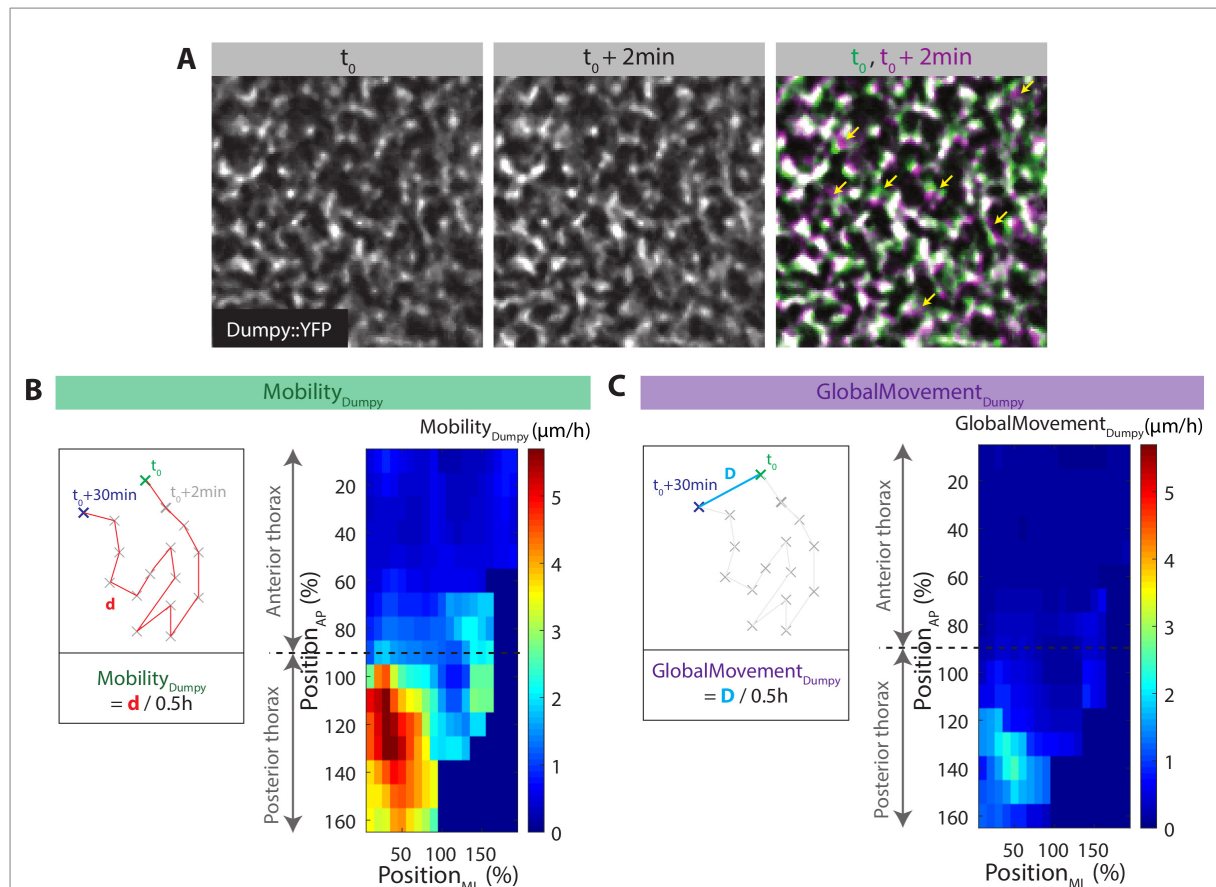 A
t0
t0 + 2min
t0, t0 + 2min
Dumpy::YFP
B
MobilityDumpy
C
GlobalMovementDumpy
MobilityDumpy (μm/h)
t0
t0+30min
t0+2min
d
MobilityDumpy
= d / 0.5h
Anterior thorax
Posterior thorax
PositionAP (%)
20
40
60
80
100
120
140
160
50
100
150
PositionML (%)
5
4
3
2
1
0
GlobalMovementDumpy (μm/h)
t0
D
t0+30min
GlobalMovementDumpy
= D / 0.5h
Anterior thorax
Posterior thorax
PositionAP (%)
20
40
60
80
100
120
140
160
50
100
150
PositionML (%)
5
4
3
2
1
0